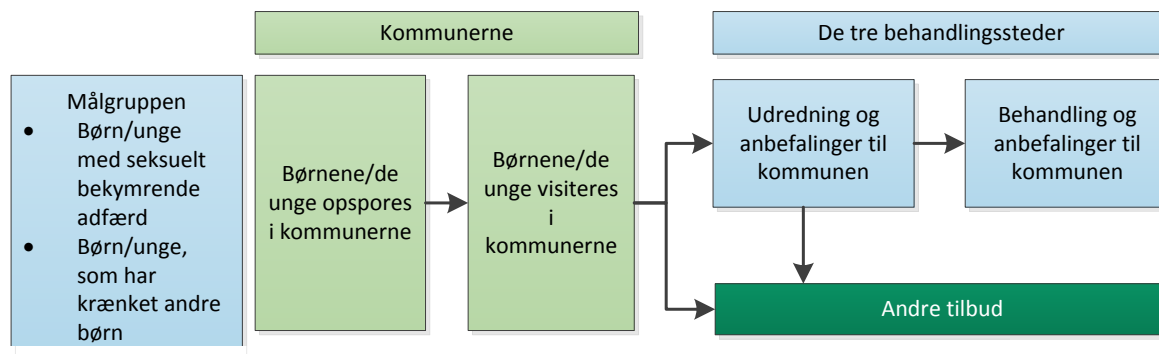 Kommunerne
De tre behandlingssteder
Målgruppen
• Børn/unge
med seksuelt
bekymrende
adfærd
• Børn/unge,
som har
krænket andre
børn
Børnene/de
unge opspores
i kommunerne
Børnene/de
unge visiteres
i
kommunerne
Udredning og
anbefalinger til
kommunen
Behandling og
anbefalinger til
kommunen
Andre tilbud